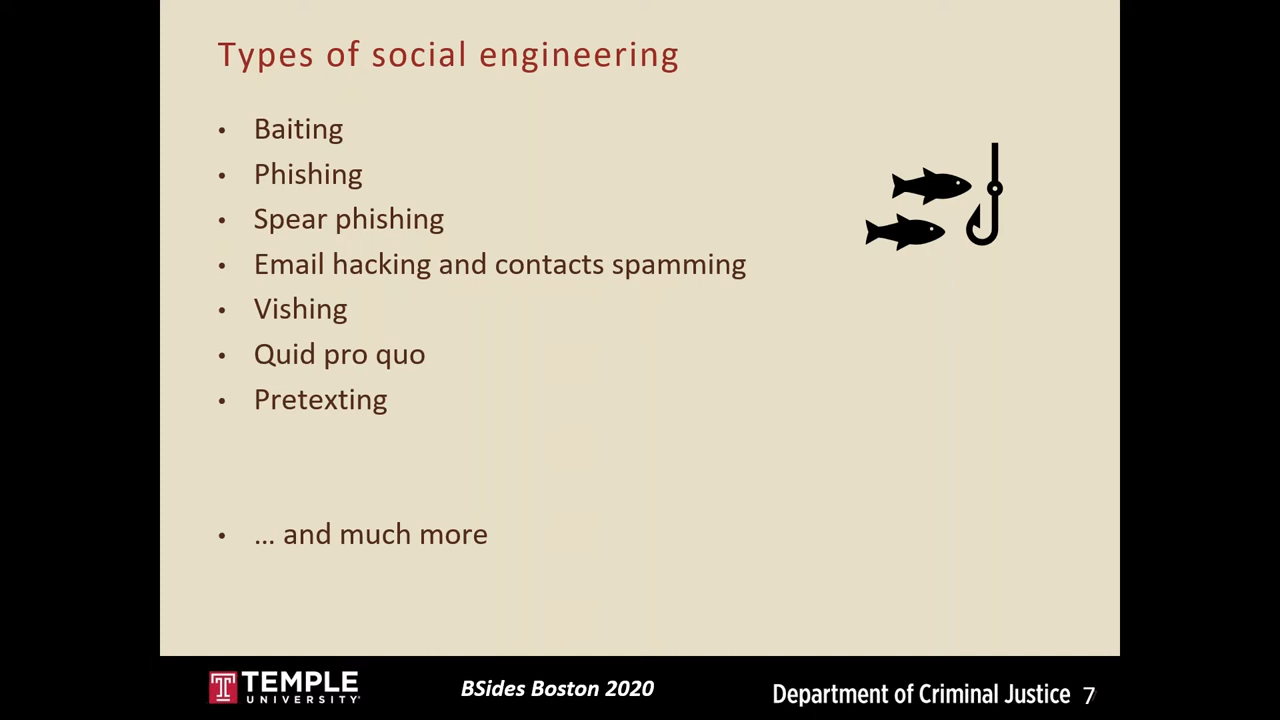 Types of social engineering
• Baiting
• Phishing
• Spear phishing
• Email hacking and contacts spamming
• Vishing
• Quid pro quo
• Pretexting
• … and much more
TEMPLE
UNIVERSITY
BSides Boston 2020
Department of Criminal Justice 7